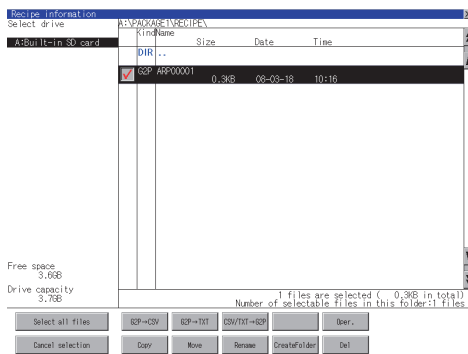 Recipe information
Select drive
A:\PACKAGE1\RECIPE\
A:Built-in SD card
Kind Name
Size Date Time
DIR ..
G2P ARP00001
0.3KB 08-03-18 10:16
Free space
3.6GB
Drive capacity
3.7GB
1 files are selected ( 0.3KB in total)
Number of selectable files in this folder:1 files
Select all files
G2P→CSV
G2P→TXT
CSV/TXT→G2P
Oper.
Cancel selection
Copy
Move
Rename
CreateFolder
Del